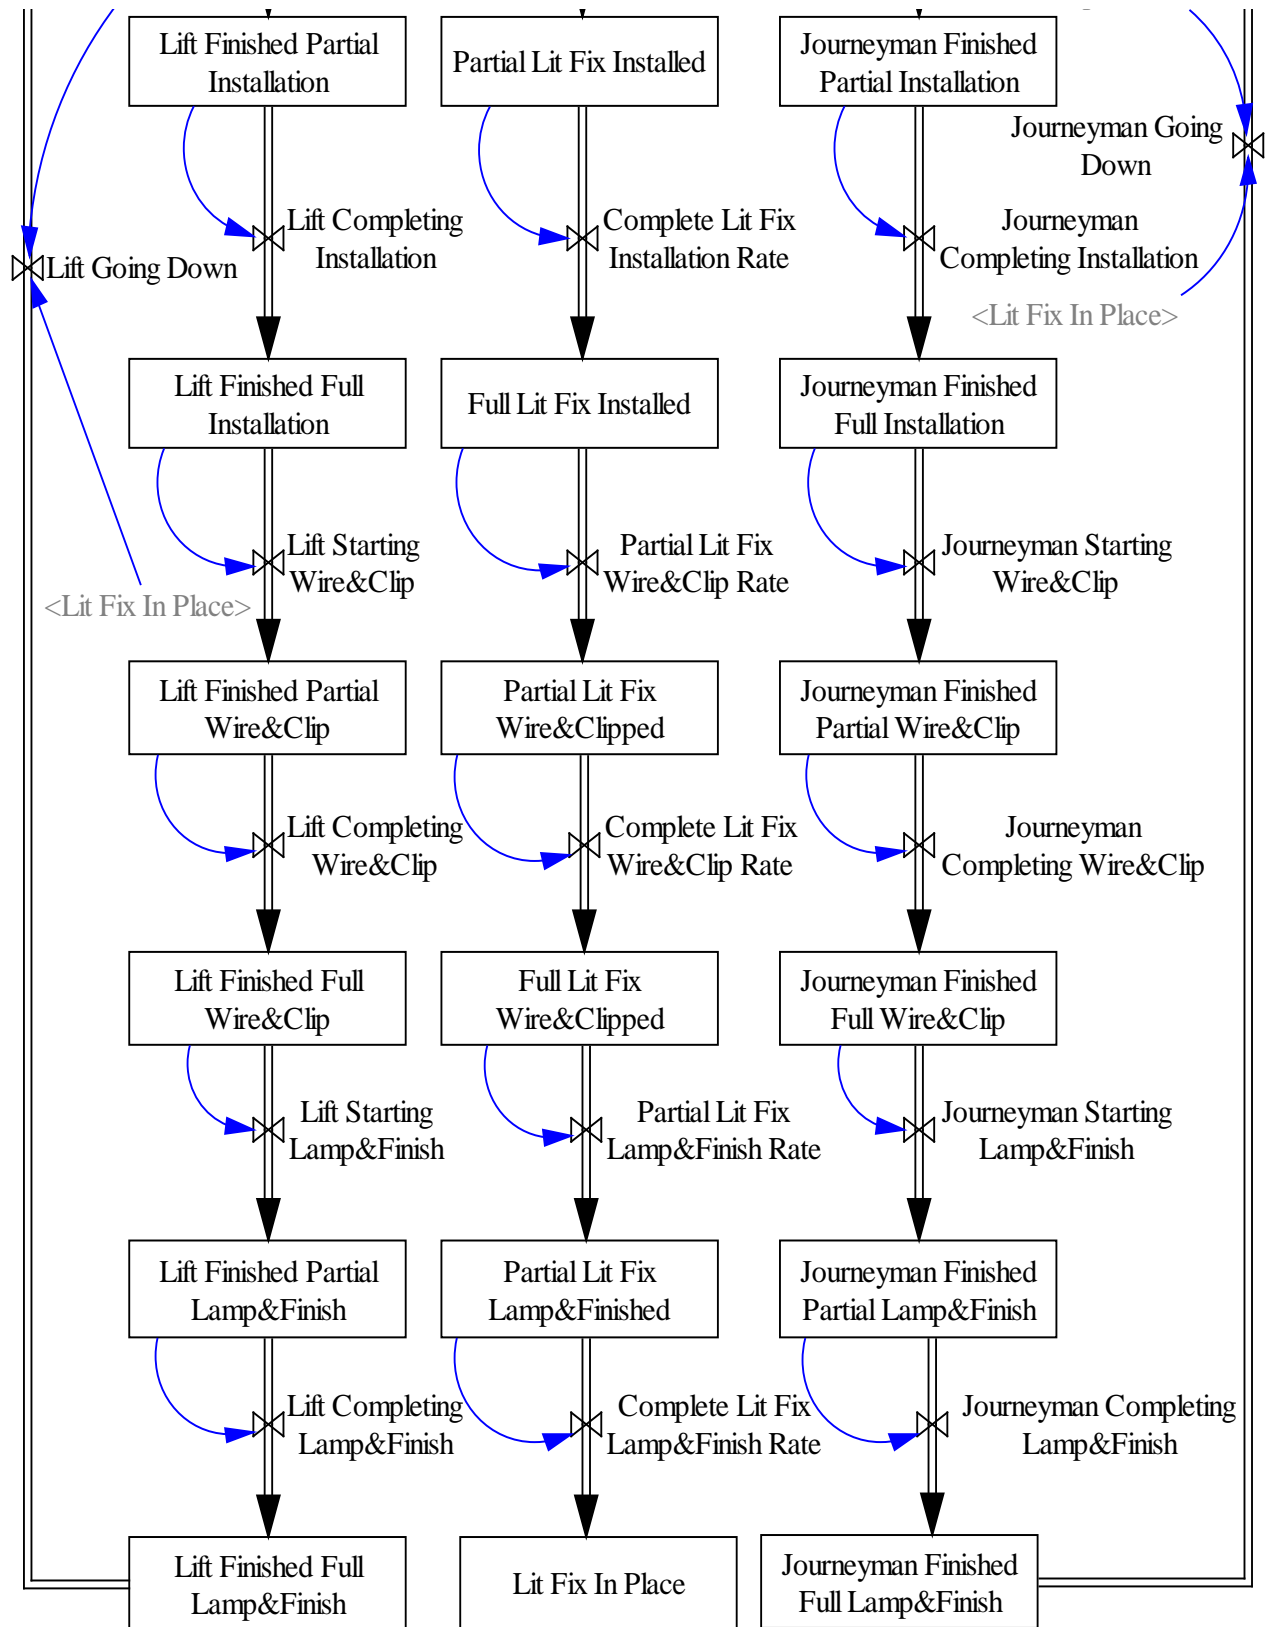 Lift Finished Partial
Installation
Partial Lit Fix Installed
Journeyman Finished
Partial Installation
Journeyman Going
Down
Lift Completing
Installation
Complete Lit Fix
Installation Rate
Journeyman
Completing Installation
Lift Going Down
<Lit Fix In Place>
Lift Finished Full
Installation
Full Lit Fix Installed
Journeyman Finished
Full Installation
Lift Starting
Wire&Clip
Partial Lit Fix
Wire&Clip Rate
Journeyman Starting
Wire&Clip
<Lit Fix In Place>
Lift Finished Partial
Wire&Clip
Partial Lit Fix
Wire&Clipped
Journeyman Finished
Partial Wire&Clip
Lift Completing
Wire&Clip
Complete Lit Fix
Wire&Clip Rate
Journeyman
Completing Wire&Clip
Lift Finished Full
Wire&Clip
Full Lit Fix
Wire&Clipped
Journeyman Finished
Full Wire&Clip
Lift Starting
Lamp&Finish
Partial Lit Fix
Lamp&Finish Rate
Journeyman Starting
Lamp&Finish
Lift Finished Partial
Lamp&Finish
Partial Lit Fix
Lamp&Finished
Journeyman Finished
Partial Lamp&Finish
Lift Completing
Lamp&Finish
Complete Lit Fix
Lamp&Finish Rate
Journeyman Completing
Lamp&Finish
Lift Finished Full
Lamp&Finish
Lit Fix In Place
Journeyman Finished
Full Lamp&Finish